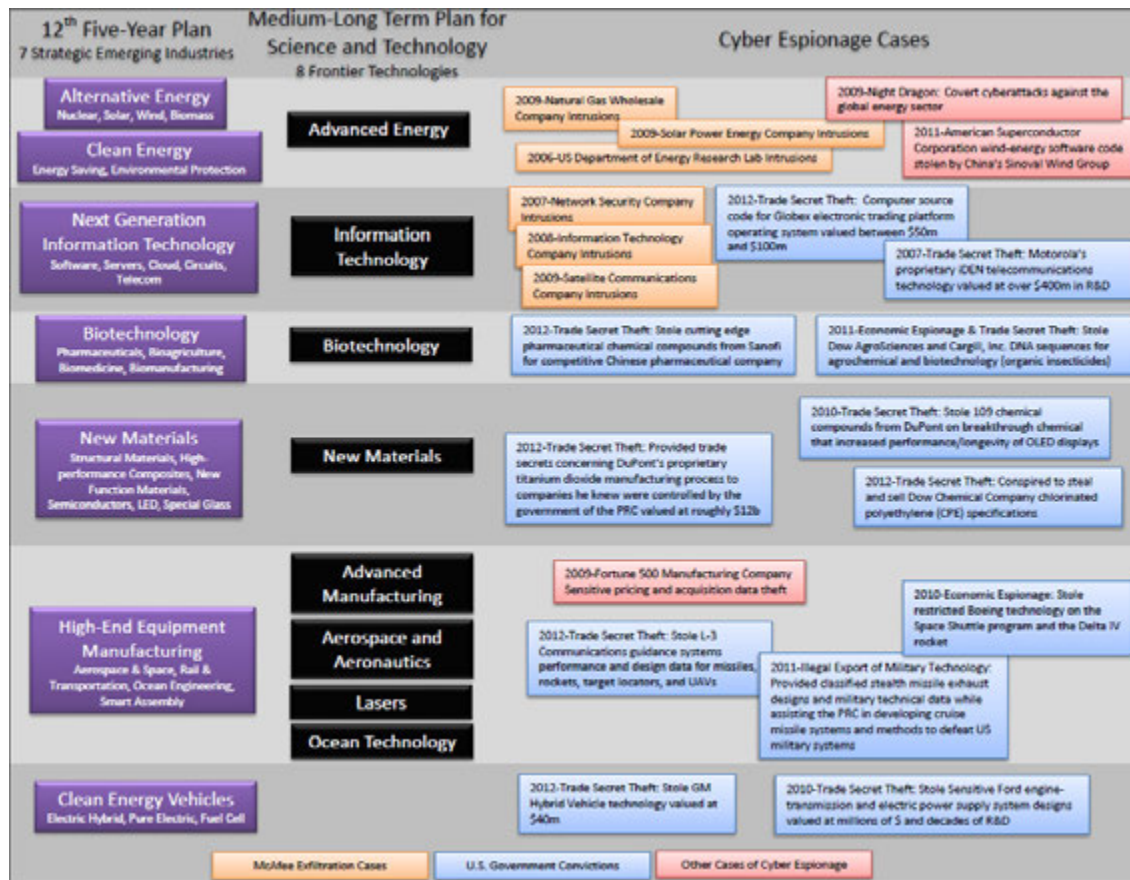 12th Five-Year Plan
7 Strategic Emerging Industries
Medium-Long Term Plan for
Science and Technology
8 Frontier Technologies
Cyber Espionage Cases
Alternative Energy
Nuclear, Solar, Wind, Biomass
Clean Energy
Energy Saving, Environmental Protection
Advanced Energy
2009-Natural Gas Wholesale
Company Intrusions
2009-Solar Power Energy Company Intrusions
2006-US Department of Energy Research Lab Intrusions
2009-Night Dragon: Covert cyberattacks against the
global energy sector
2011-American Superconductor
Corporation wind-energy software code
stolen by China's Sinoval Wind Group
Next Generation
Information Technology
Software, Servers, Cloud, Circuits,
Telecom
Information
Technology
2007-Network Security Company
Intrusions
2008-Information Technology
Company Intrusions
2009-Satellite Communications
Company Intrusions
2012-Trade Secret Theft: Computer source
code for Globex electronic trading platform
operating system valued between $50m
and $100m
2007-Trade Secret Theft: Motorola's
proprietary iDEN telecommunications
technology valued at over $400m in R&D
Biotechnology
Pharmaceuticals, Bioagriculture,
Biomedicine, Biomanufacturing
Biotechnology
2012-Trade Secret Theft: Stole cutting edge
pharmaceutical chemical compounds from Sanofi
for competitive Chinese pharmaceutical company
2011-Economic Espionage & Trade Secret Theft: Stole
Dow AgroSciences and Cargill, Inc. DNA sequences for
agrochemical and biotechnology (organic insecticides)
New Materials
Structural Materials, High-
performance Composites, New
Function Materials,
Semiconductors, LED, Special Glass
New Materials
2012-Trade Secret Theft: Provided trade
secrets concerning DuPont's proprietary
titanium dioxide manufacturing process to
companies he knew were controlled by the
government of the PRC valued at roughly $12b
2010-Trade Secret Theft: Stole 109 chemical
compounds from DuPont on breakthrough chemical
that increased performance/longevity of OLED displays
2012-Trade Secret Theft: Conspired to steal
and sell Dow Chemical Company chlorinated
polyethylene (CPE) specifications
High-End Equipment
Manufacturing
Aerospace & Space, Rail &
Transportation, Ocean Engineering,
Smart Assembly
Advanced
Manufacturing
Aerospace and
Aeronautics
Lasers
Ocean Technology
2009-Fortune 500 Manufacturing Company
Sensitive pricing and acquisition data theft
2012-Trade Secret Theft: Stole L-3
Communications guidance systems
performance and design data for missiles,
rockets, target locators, and UAVs
2010-Economic Espionage: Stole
restricted Boeing technology on the
Space Shuttle program and the Delta IV
rocket
2011-Illegal Export of Military Technology:
Provided classified stealth missile exhaust
designs and military technical data while
assisting the PRC in developing cruise
missile systems and methods to defeat US
military systems
Clean Energy Vehicles
Electric Hybrid, Pure Electric, Fuel Cell
2012-Trade Secret Theft: Stole GM
Hybrid Vehicle technology valued at
$40m
2010-Trade Secret Theft: Stole Sensitive Ford engine-
transmission and electric power supply system designs
valued at millions of $ and decades of R&D
McAfee Exfiltration Cases
U.S. Government Convictions
Other Cases of Cyber Espionage